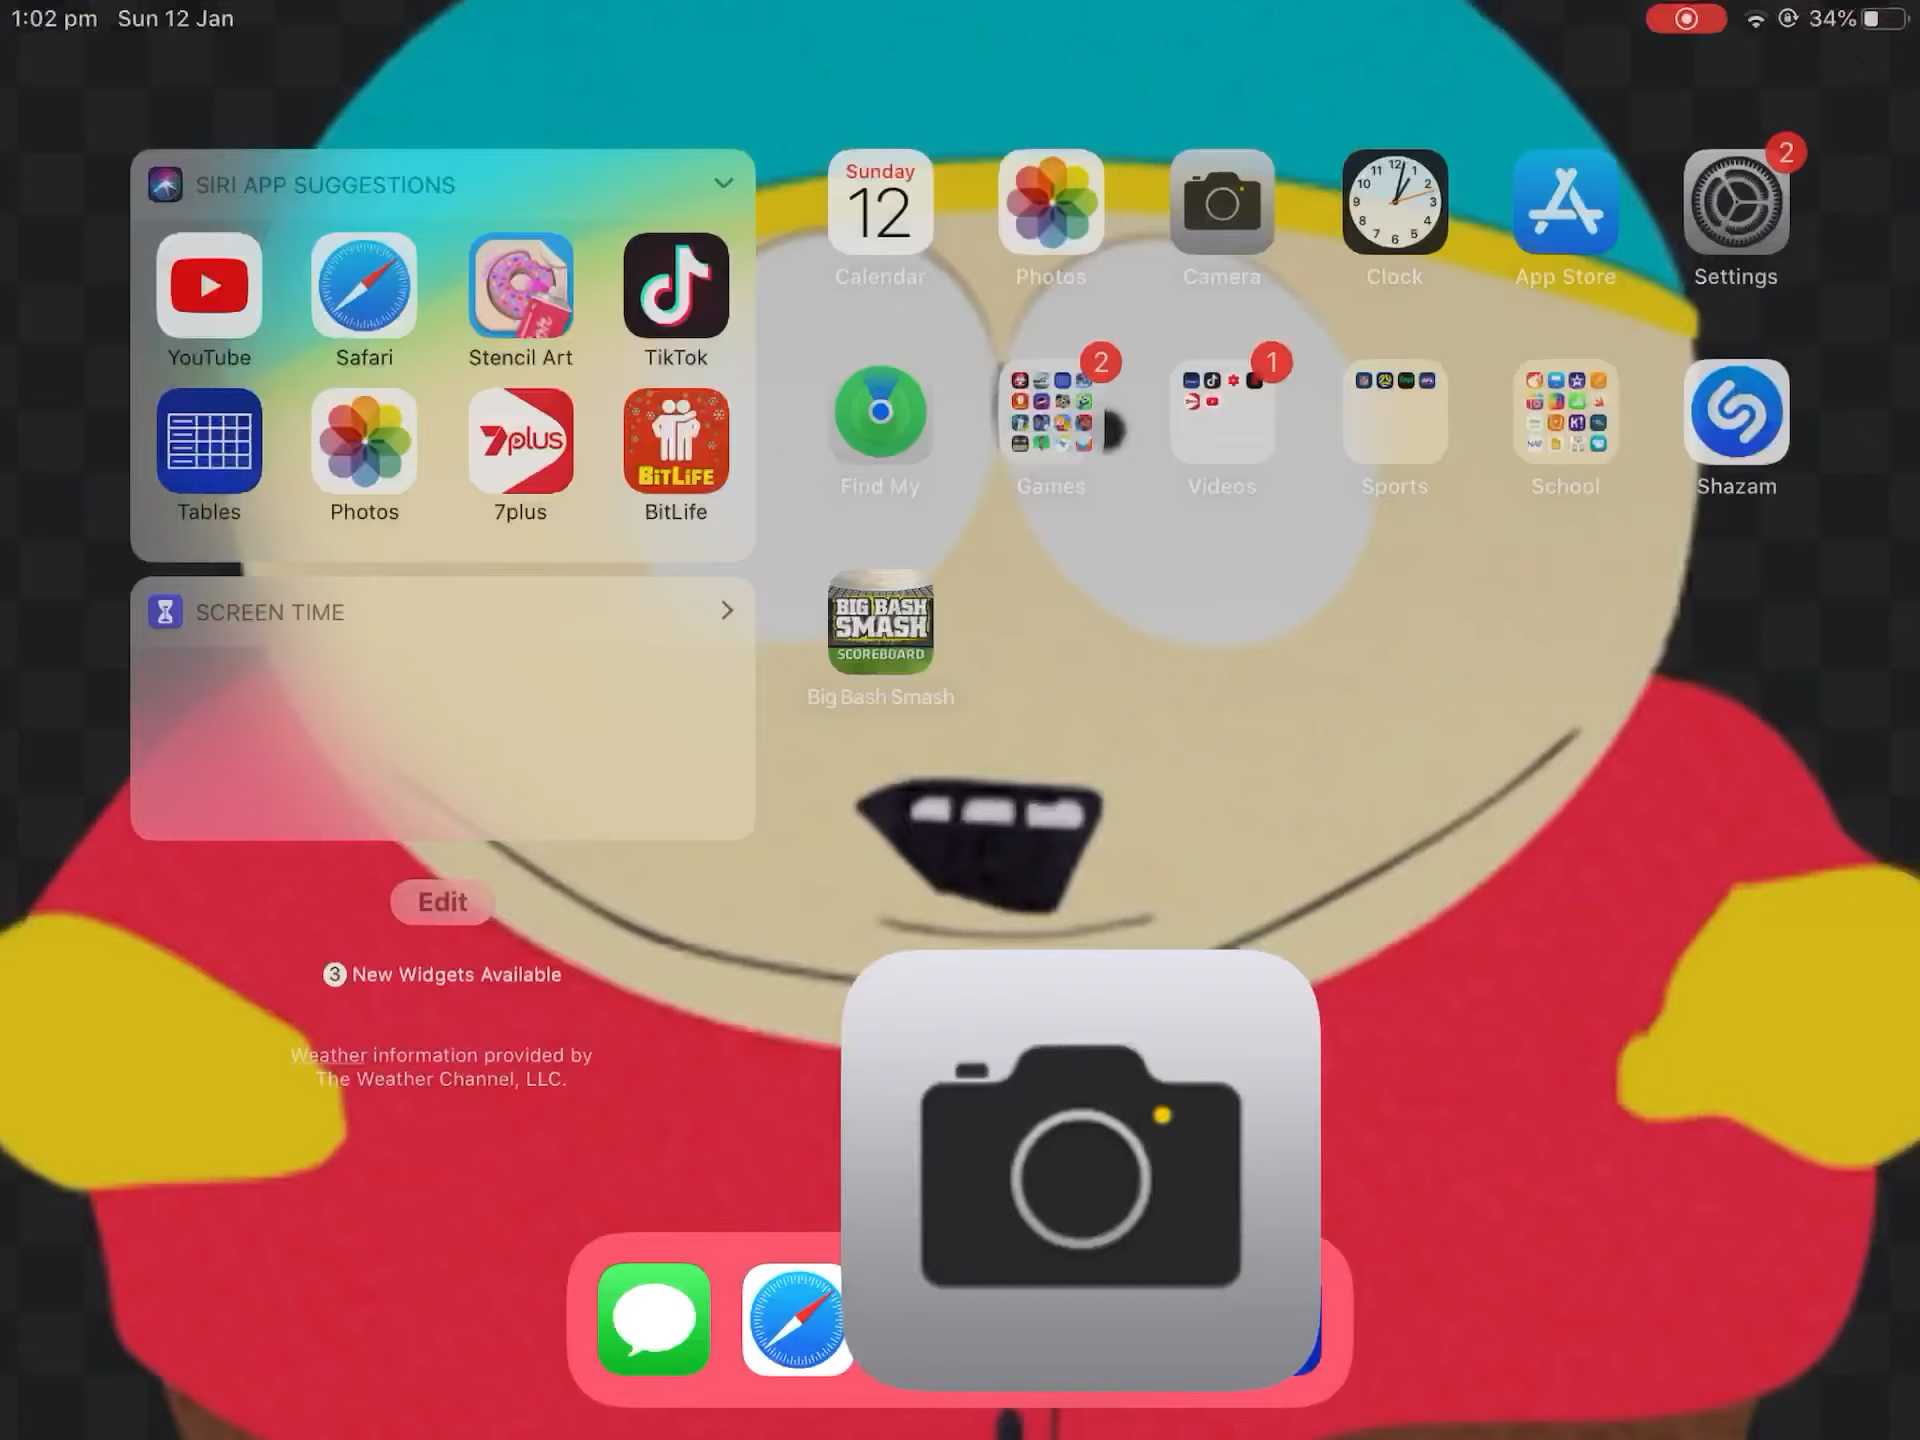 1:02 pm Sun 12 Jan
34%
SIRI APP SUGGESTIONS
YouTube Safari Stencil Art TikTok
7plus
BITLIFE
Tables Photos 7plus BitLife
SCREEN TIME
Edit
3 New Widgets Available
Weather information provided by
The Weather Channel, LLC.
Sunday
12
2
Calendar Photos Camera Clock App Store Settings
2
1
Find My Games Videos Sports School Shazam
BIG BASH
SMASH
SCOREBOARD
Big Bash Smash